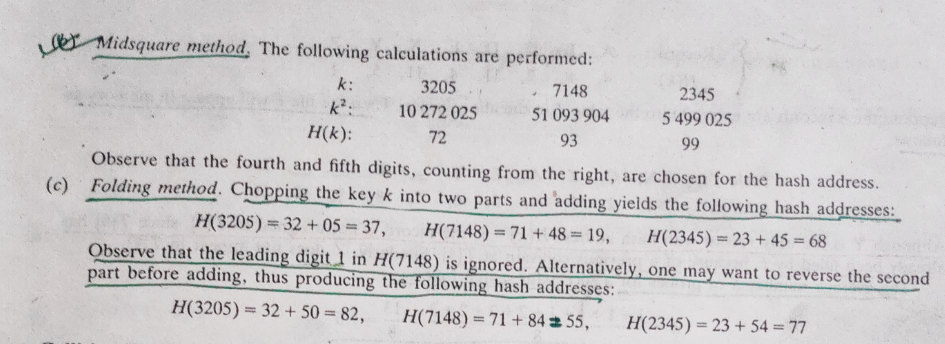 (b) Midsquare method. The following calculations are performed:
k: 3205 7148 2345
k²: 10 272 025 51 093 904 5 499 025
H(k): 72 93 99
Observe that the fourth and fifth digits, counting from the right, are chosen for the hash address.
(c) Folding method. Chopping the key k into two parts and adding yields the following hash addresses:
H(3205) = 32 + 05 = 37, H(7148) = 71 + 48 = 19, H(2345) = 23 + 45 = 68
Observe that the leading digit 1 in H(7148) is ignored. Alternatively, one may want to reverse the second
part before adding, thus producing the following hash addresses:
H(3205) = 32 + 50 = 82, H(7148) = 71 + 84 = 55, H(2345) = 23 + 54 = 77